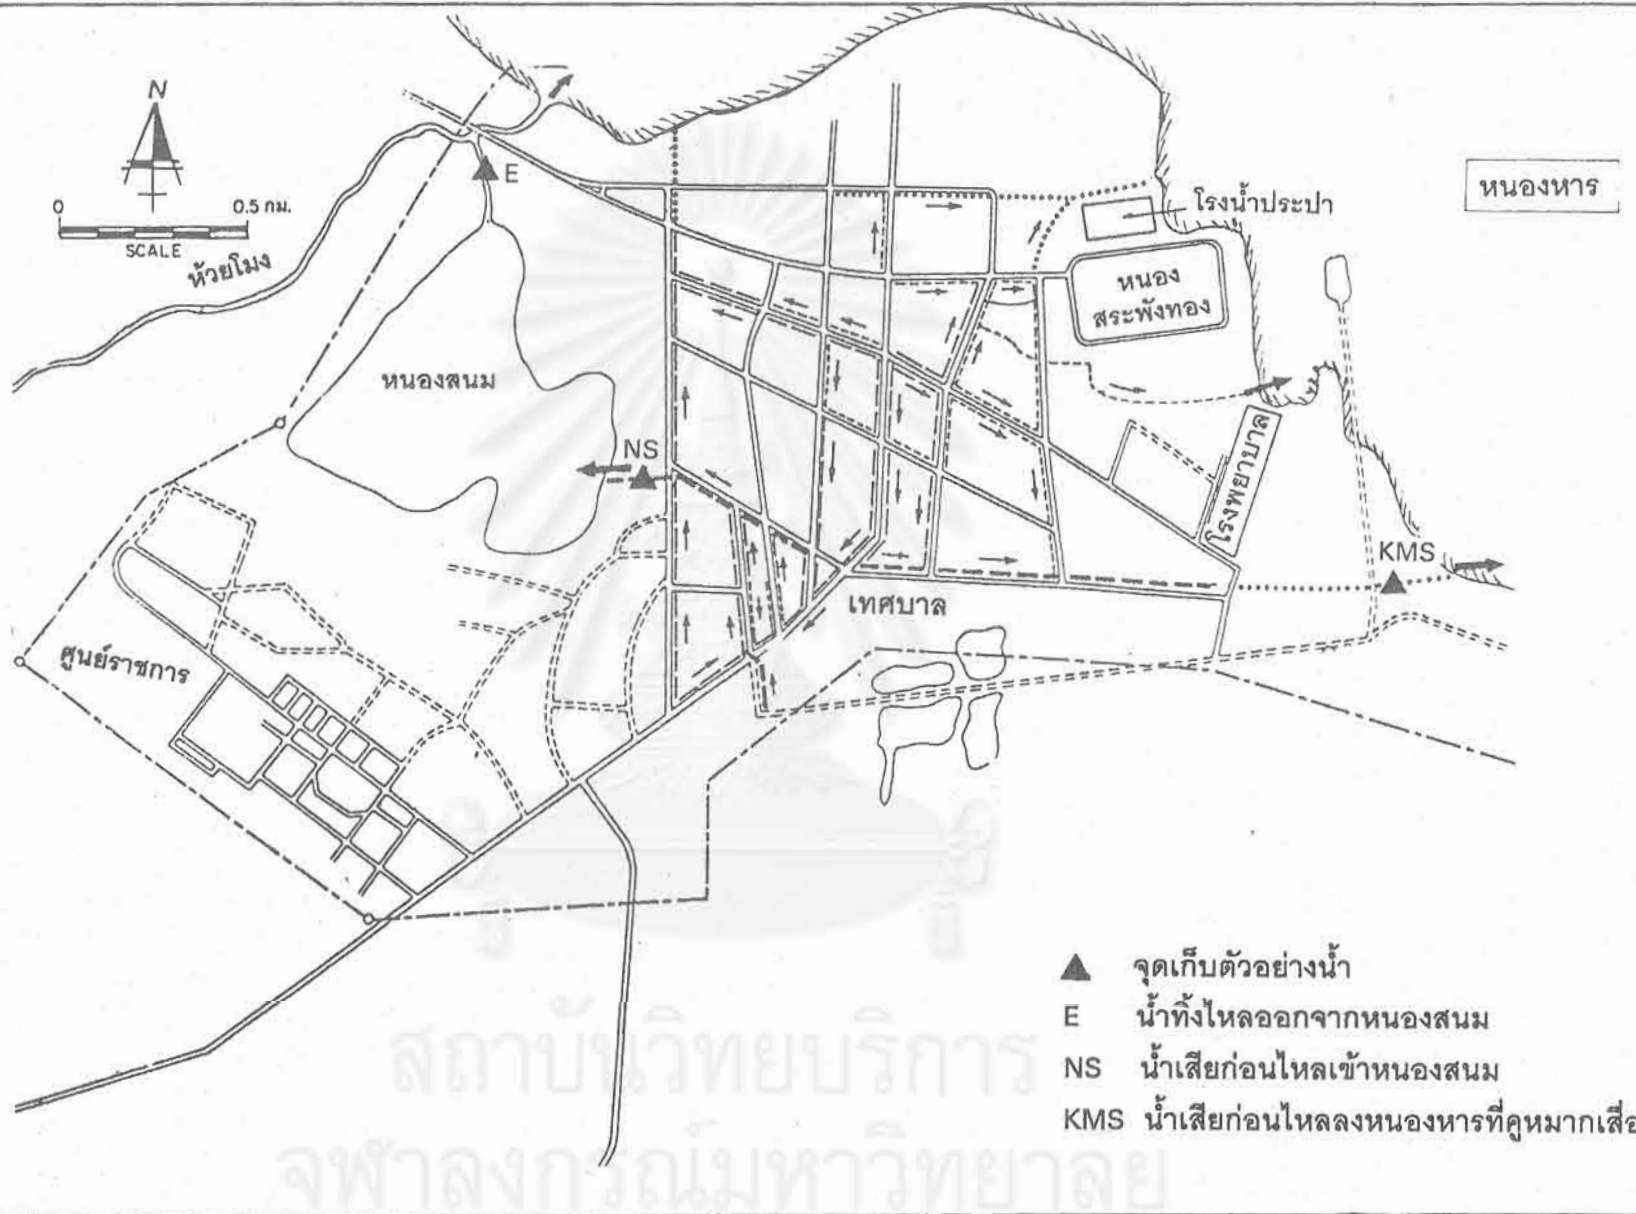 N
0 0.5 กม.
SCALE
ห้วยโมง
E
หนองหาร
โรงน้ำประปา
หนอง
สระพังทอง
หนองสนม
NS
โรงพยาบาล
KMS
เทศบาล
ศูนย์ราชการ
จุดเก็บตัวอย่างน้ำ
E น้ำทิ้งไหลออกจากหนองสนม
NS น้ำเสียก่อนไหลเข้าหนองสนม
KMS น้ำเสียก่อนไหลลงหนองหารที่คูหมากเสื่อ
สถาบันวิทยบริการ
จุฬาลงกรณ์มหาวิทยาลัย